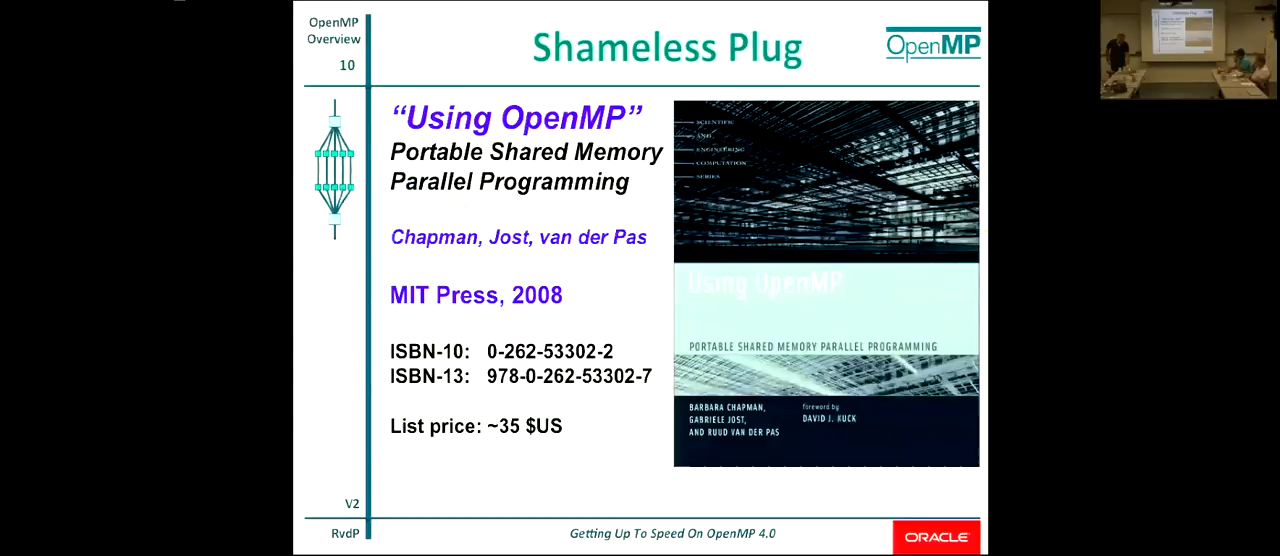 OpenMP
Overview
10
Shameless Plug
OpenMP
“Using OpenMP”
Portable Shared Memory
Parallel Programming
Chapman, Jost, van der Pas
MIT Press, 2008
ISBN-10: 0-262-53302-2
ISBN-13: 978-0-262-53302-7
List price: ~35 $US
SCIENTIFIC
AND
ENGINEERING
COMPUTATION
SERIES
Using OpenMP
PORTABLE SHARED MEMORY PARALLEL PROGRAMMING
BARBARA CHAPMAN,
GABRIELE JOST,
AND RUUD VAN DER PAS
foreword by
DAVID J. KUCK
V2
RvdP
Getting Up To Speed On OpenMP 4.0
ORACLE